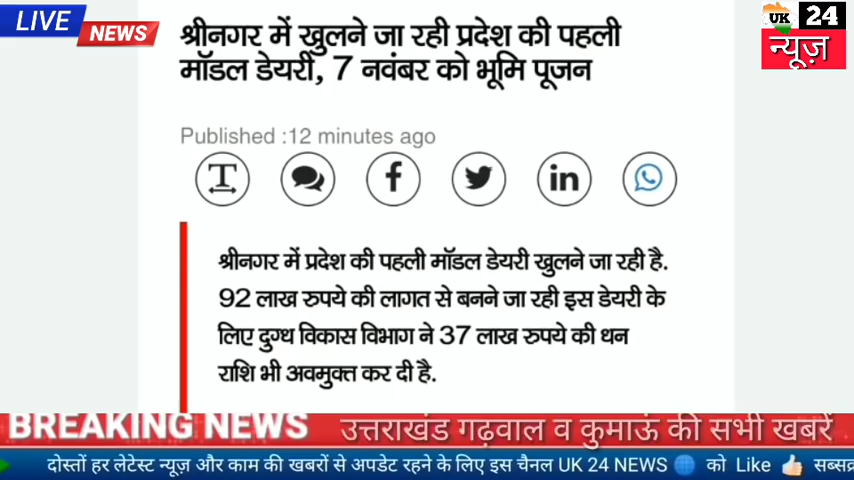 LIVE
NEWS
UK 24
न्यूज़
श्रीनगर में खुलने जा रही प्रदेश की पहली
मॉडल डेयरी, 7 नवंबर को भूमि पूजन
Published :12 minutes ago
श्रीनगर में प्रदेश की पहली मॉडल डेयरी खुलने जा रही है.
92 लाख रुपये की लागत से बनने जा रही इस डेयरी के
लिए दुग्ध विकास विभाग ने 37 लाख रुपये की धन
राशि भी अवमुक्त कर दी है.
BREAKING NEWS उत्तराखंड गढ़वाल व कुमाऊं की सभी खबरें
दोस्तों हर लेटेस्ट न्यूज़ और काम की खबरों से अपडेट रहने के लिए इस चैनल UK 24 NEWS 🌐 को Like 👍🏻 सब्सक्र